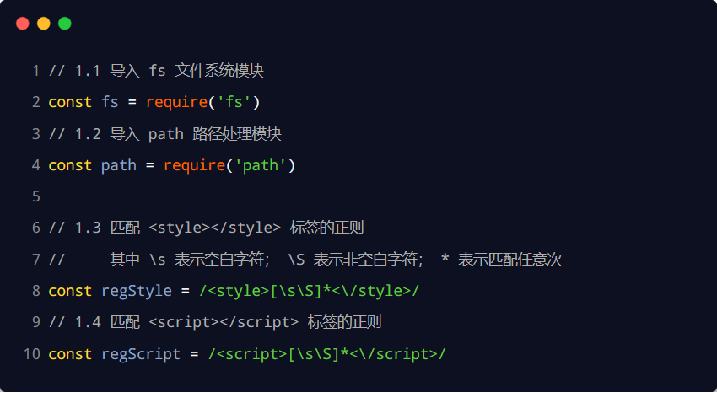 1 // 1.1 导入 fs 文件系统模块
2 const fs = require('fs')
3 // 1.2 导入 path 路径处理模块
4 const path = require('path')
5
6 // 1.3 匹配 <style></style> 标签的正则
7 //     其中 \s 表示空白字符； \S 表示非空白字符； * 表示匹配任意次
8 const regStyle = /<style>[\s\S]*<\/style>/
9 // 1.4 匹配 <script></script> 标签的正则
10 const regScript = /<script>[\s\S]*<\/script>/